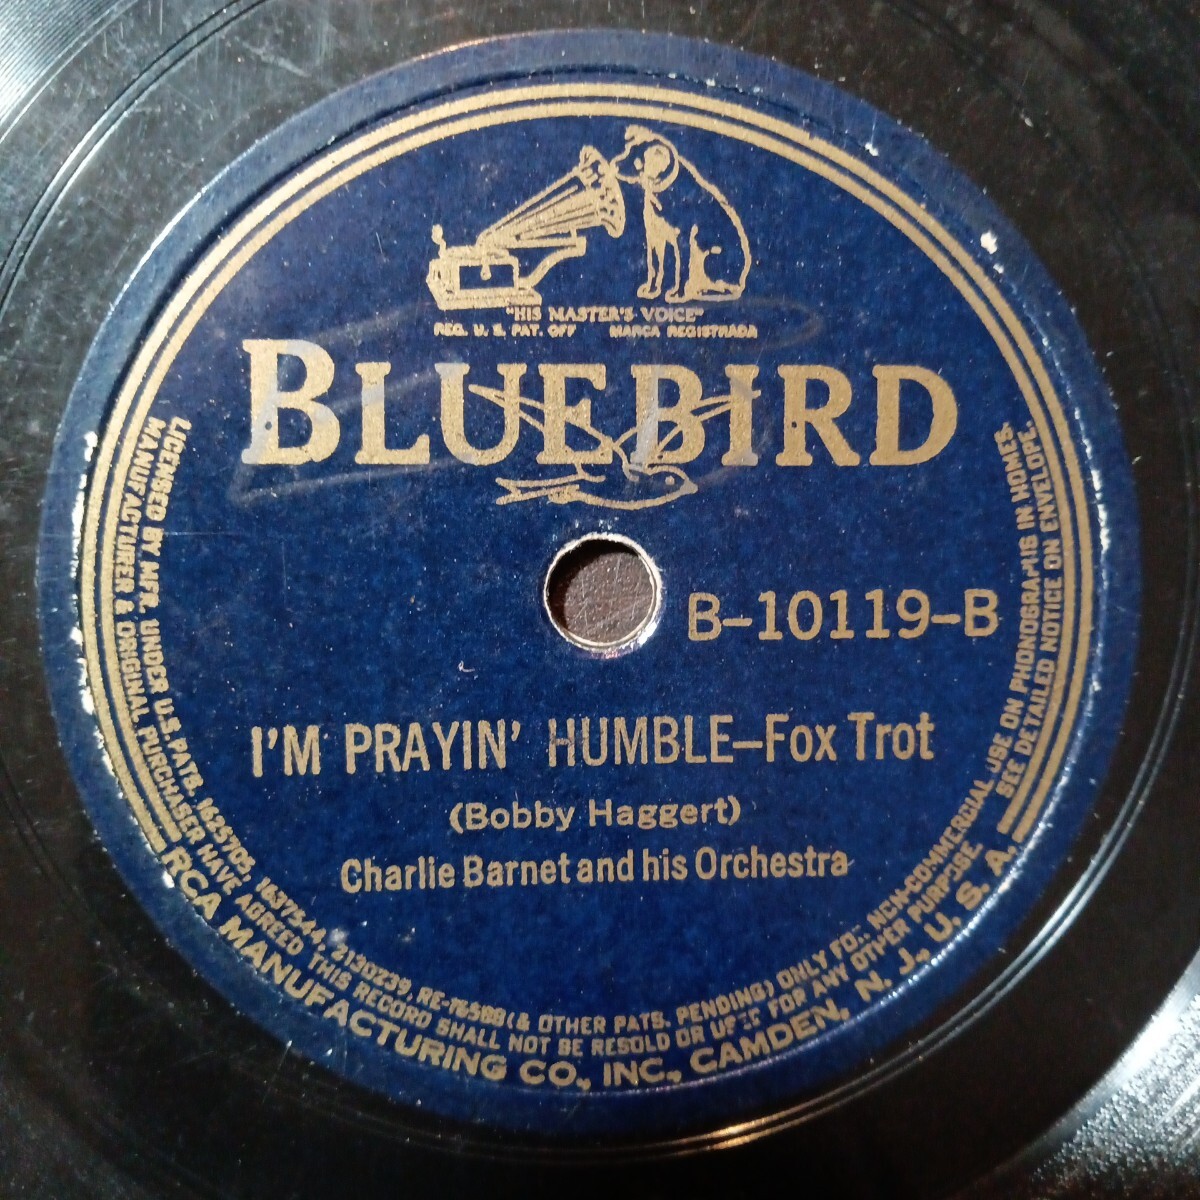 "HIS MASTER'S VOICE"
REG. U. S. PAT. OFF MARCA REGISTRADA
BLUEBIRD
B-10119-B
I'M PRAYIN' HUMBLE—Fox Trot
(Bobby Haggert)
Charlie Barnet and his Orchestra
LICENSED BY MFR. UNDER U.S. PATS. 1625705, 1637544, 2130239, RE-16588 (& OTHER PATS. PENDING) ONLY FOR NON-COMMERCIAL USE ON PHONOGRAPHS IN HOMES.
MANUFACTURER & ORIGINAL PURCHASER HAVE AGREED THIS RECORD SHALL NOT BE RESOLD OR USED FOR ANY OTHER PURPOSE. SEE DETAILED NOTICE ON ENVELOPE.
RCA MANUFACTURING CO., INC., CAMDEN, N. J., U. S. A.